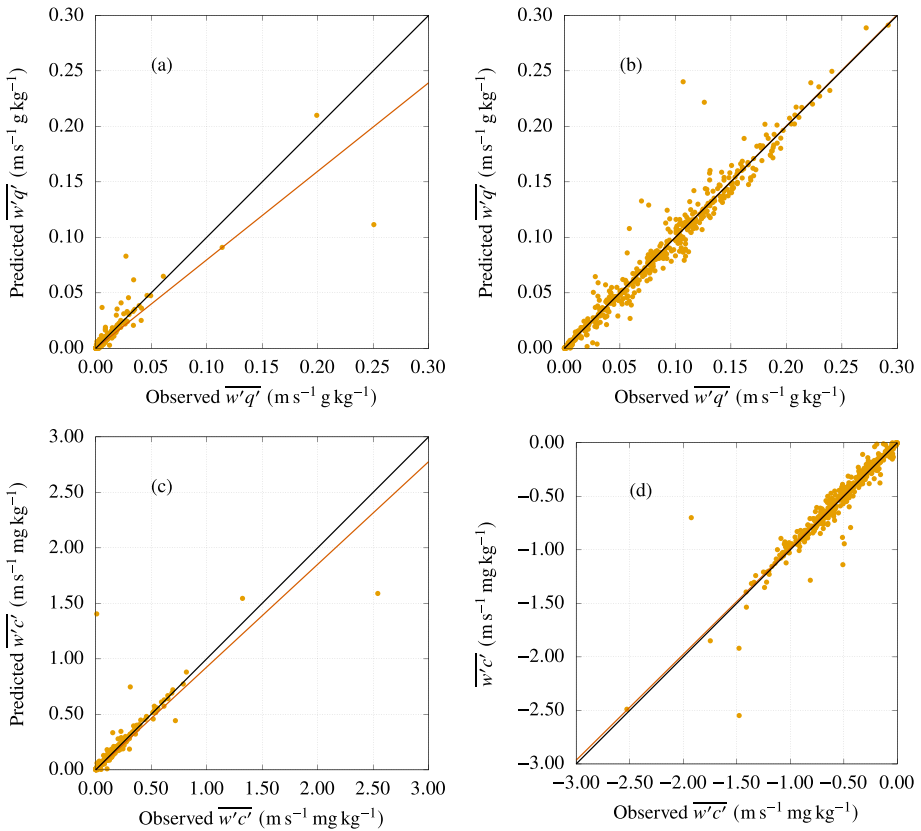 0.30
0.25
0.20
0.15
0.10
0.05
0.00
0.00 0.05 0.10 0.15 0.20 0.25 0.30
Predicted w′q′ (m s−1 g kg−1)
Observed w′q′ (m s−1 g kg−1)
(a)
0.30
0.25
0.20
0.15
0.10
0.05
0.00
0.00 0.05 0.10 0.15 0.20 0.25 0.30
Predicted w′q′ (m s−1 g kg−1)
Observed w′q′ (m s−1 g kg−1)
(b)
3.00
2.50
2.00
1.50
1.00
0.50
0.00
0.00 0.50 1.00 1.50 2.00 2.50 3.00
Predicted w′c′ (m s−1 mg kg−1)
Observed w′c′ (m s−1 mg kg−1)
(c)
0.00
−0.50
−1.00
−1.50
−2.00
−2.50
−3.00
−3.00 −2.50 −2.00 −1.50 −1.00 −0.50 0.00
w′c′ (m s−1 mg kg−1)
Observed w′c′ (m s−1 mg kg−1)
(d)